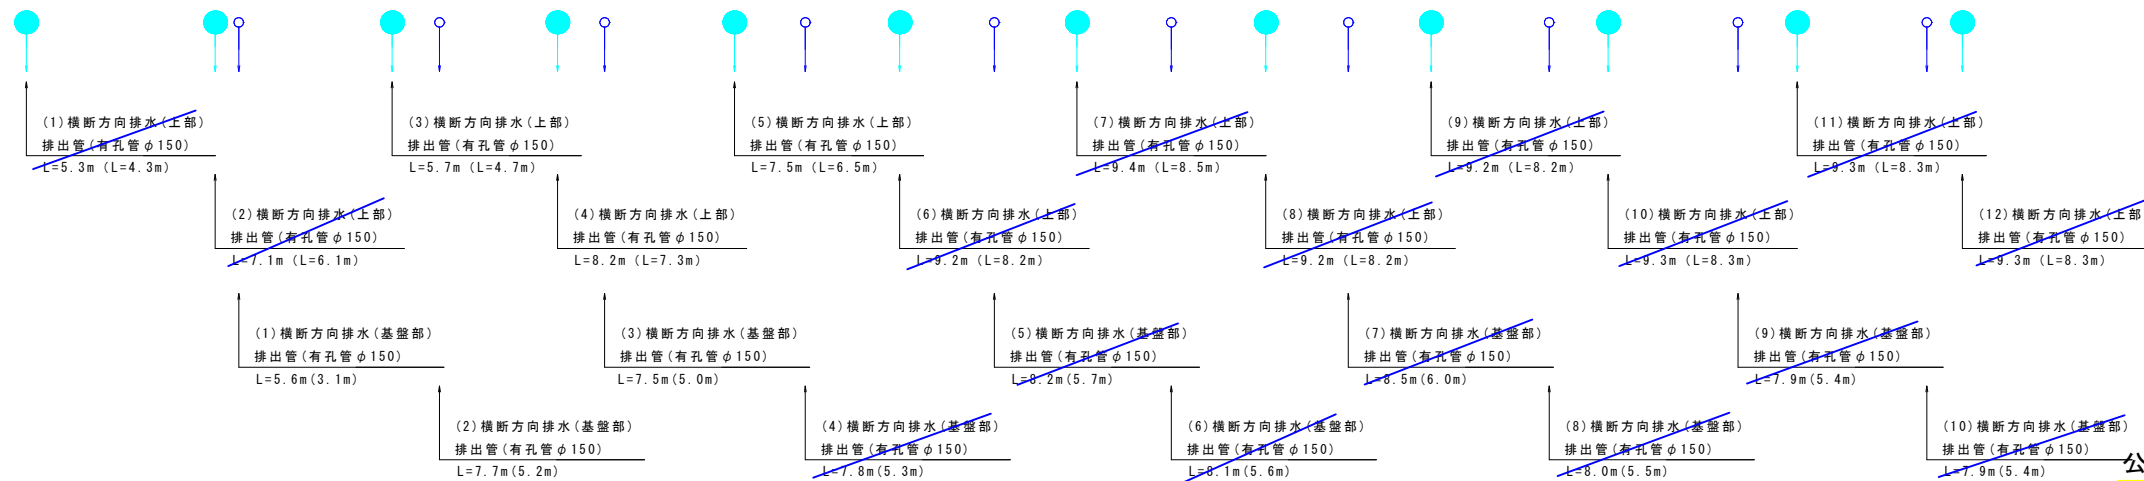 (1)横断方向排水(上部)
排出管(有孔管φ150)
L=5.3m (L=4.3m)
(3)横断方向排水(上部)
排出管(有孔管φ150)
L=5.7m (L=4.7m)
(5)横断方向排水(上部)
排出管(有孔管φ150)
L=7.5m (L=6.5m)
(7)横断方向排水(上部)
排出管(有孔管φ150)
L=9.4m (L=8.5m)
(9)横断方向排水(上部)
排出管(有孔管φ150)
L=9.2m (L=8.2m)
(11)横断方向排水(上部)
排出管(有孔管φ150)
L=9.3m (L=8.3m)
(2)横断方向排水(上部)
排出管(有孔管φ150)
L=7.1m (L=6.1m)
(4)横断方向排水(上部)
排出管(有孔管φ150)
L=8.2m (L=7.3m)
(6)横断方向排水(上部)
排出管(有孔管φ150)
L=9.2m (L=8.2m)
(8)横断方向排水(上部)
排出管(有孔管φ150)
L=9.2m (L=8.2m)
(10)横断方向排水(上部)
排出管(有孔管φ150)
L=9.3m (L=8.3m)
(12)横断方向排水(上部
排出管(有孔管φ150)
L=9.3m (L=8.3m)
(1)横断方向排水(基盤部)
排出管(有孔管φ150)
L=5.6m(3.1m)
(3)横断方向排水(基盤部)
排出管(有孔管φ150)
L=7.5m(5.0m)
(5)横断方向排水(基盤部)
排出管(有孔管φ150)
L=8.2m(5.7m)
(7)横断方向排水(基盤部)
排出管(有孔管φ150)
L=8.5m(6.0m)
(9)横断方向排水(基盤部)
排出管(有孔管φ150)
L=7.9m(5.4m)
(2)横断方向排水(基盤部)
排出管(有孔管φ150)
L=7.7m(5.2m)
(4)横断方向排水(基盤部)
排出管(有孔管φ150)
L=7.8m(5.3m)
(6)横断方向排水(基盤部)
排出管(有孔管φ150)
L=8.1m(5.6m)
(8)横断方向排水(基盤部)
排出管(有孔管φ150)
L=8.0m(5.5m)
(10)横断方向排水(基盤部)
排出管(有孔管φ150)
L=7.9m(5.4m)
公